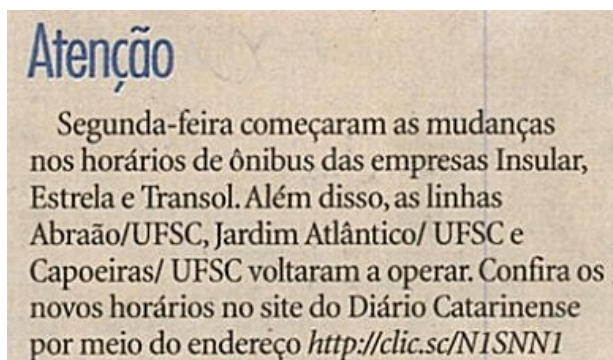 Atenção
Segunda-feira começaram as mudanças
nos horários de ônibus das empresas Insular,
Estrela e Transol. Além disso, as linhas
Abraão/UFSC, Jardim Atlântico/ UFSC e
Capoeiras/ UFSC voltaram a operar. Confira os
novos horários no site do Diário Catarinense
por meio do endereço http://clic.sc/N1SNN1